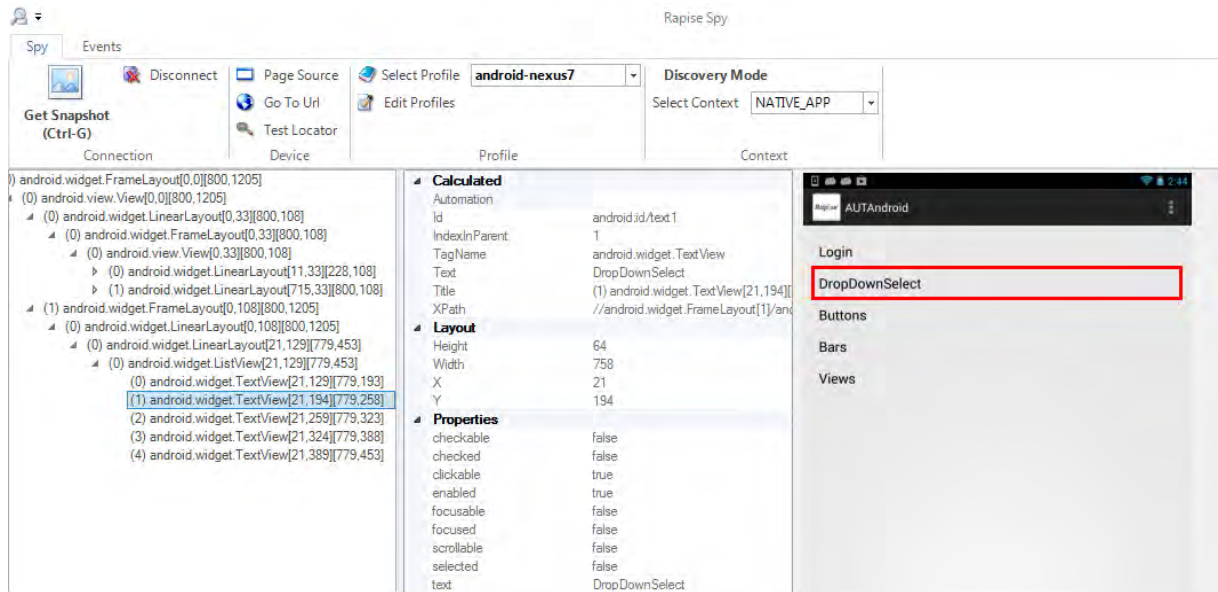 Rapise Spy
Spy Events
Get Snapshot
(Ctrl-G)
Disconnect
Connection
Page Source
Go To Url
Test Locator
Device
Select Profile android-nexus7
Edit Profiles
Profile
Discovery Mode
Select Context NATIVE_APP
Context
(0) android.widget.FrameLayout[0,0][800,1205]
(0) android.view.View[0,0][800,1205]
(0) android.widget.LinearLayout[0,33][800,108]
(0) android.widget.FrameLayout[0,33][800,108]
(0) android.view.View[0,33][800,108]
(0) android.widget.LinearLayout[11,33][228,108]
(1) android.widget.LinearLayout[715,33][800,108]
(1) android.widget.FrameLayout[0,108][800,1205]
(0) android.widget.LinearLayout[0,108][800,1205]
(0) android.widget.LinearLayout[21,129][779,453]
(0) android.widget.ListView[21,129][779,453]
(0) android.widget.TextView[21,129][779,193]
(1) android.widget.TextView[21,194][779,258]
(2) android.widget.TextView[21,259][779,323]
(3) android.widget.TextView[21,324][779,388]
(4) android.widget.TextView[21,389][779,453]
Calculated
Automation
Id android:id/text1
IndexInParent 1
TagName android.widget.TextView
Text DropDownSelect
Title (1) android.widget.TextView[21,194][
XPath //android.widget.FrameLayout[1]/and
Layout
Height 64
Width 758
X 21
Y 194
Properties
checkable false
checked false
clickable true
enabled true
focusable false
focused false
scrollable false
selected false
text DropDownSelect
2:44
Rapise AUTAndroid
Login
DropDownSelect
Buttons
Bars
Views